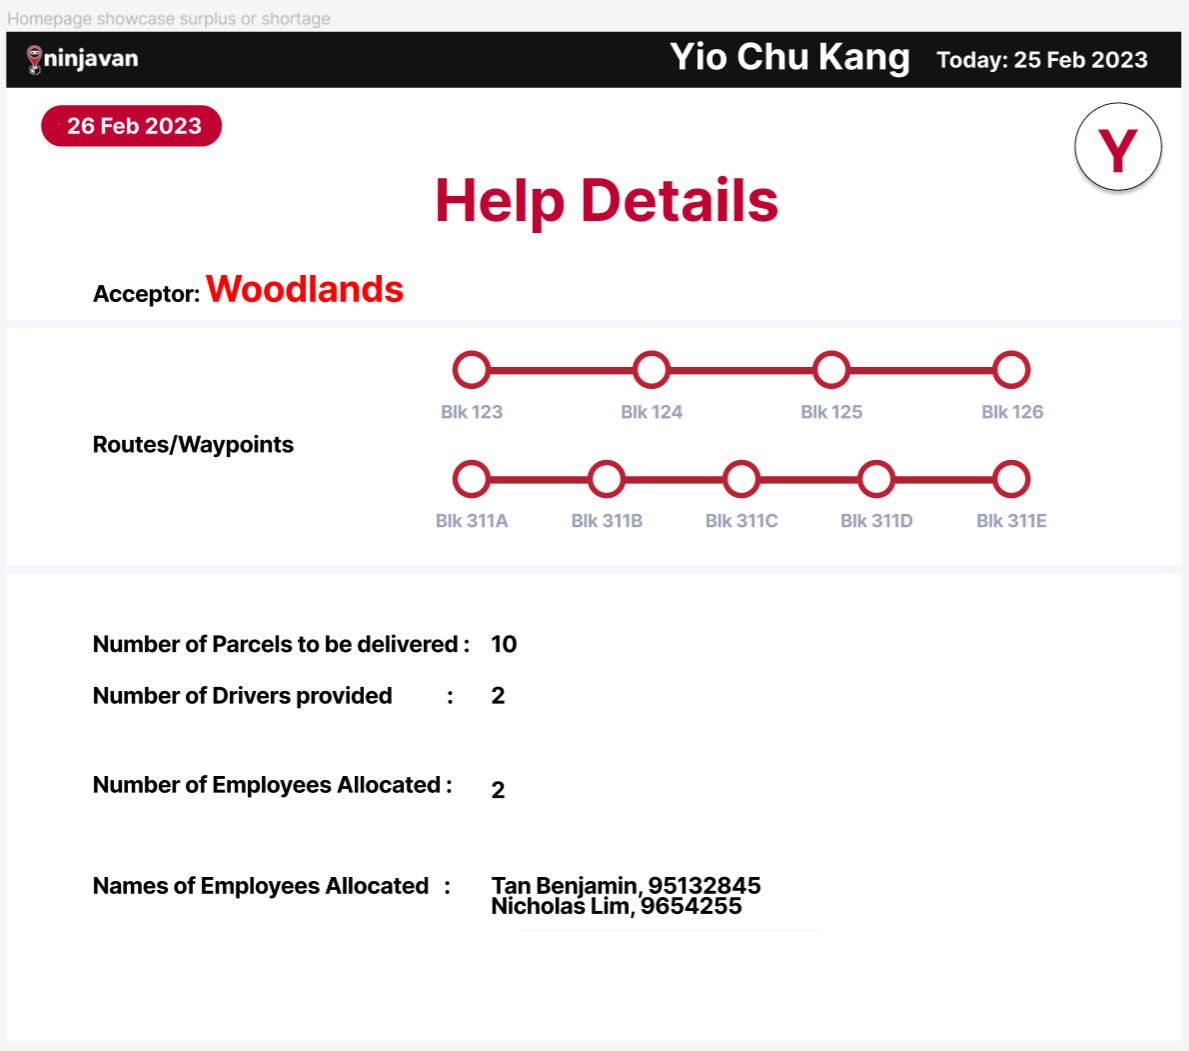 Homepage showcase surplus or shortage
ninjavan
Yio Chu Kang
Today: 25 Feb 2023
26 Feb 2023
Y
Help Details
Acceptor: Woodlands
Blk 123 Blk 124 Blk 125 Blk 126
Routes/Waypoints
Blk 311A Blk 311B Blk 311C Blk 311D Blk 311E
Number of Parcels to be delivered : 10
Number of Drivers provided : 2
Number of Employees Allocated : 2
Names of Employees Allocated : Tan Benjamin, 95132845
Nicholas Lim, 9654255